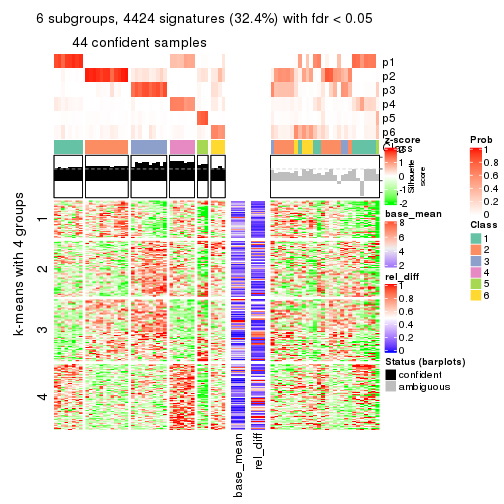 6 subgroups, 4424 signatures (32.4%) with fdr < 0.05
44 confident samples
p1
p2
p3
p4
p5
p6
Class
Silhouette
score
k-means with 4 groups
1
2
3
4
base_mean
rel_diff
z-score
2
1
0
-1
-2
base_mean
8
6
4
2
rel_diff
1
0.8
0.6
0.4
0.2
0
Status (barplots)
confident
ambiguous
Prob
1
0.8
0.6
0.4
0.2
0
Class
1
2
3
4
5
6